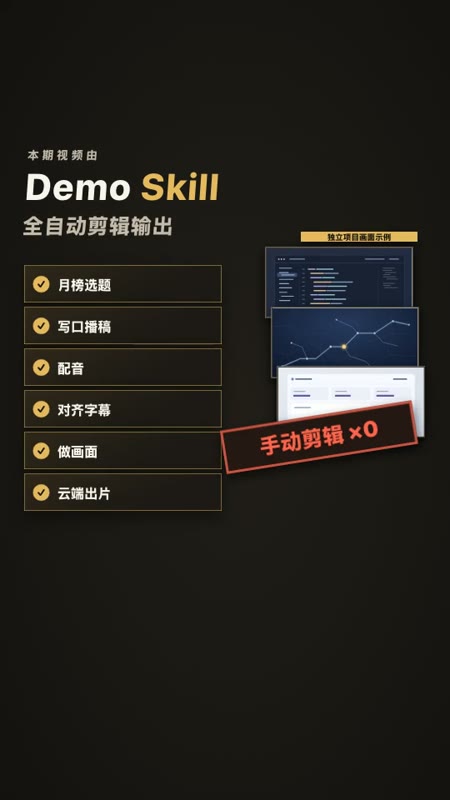 本期视频由
Demo Skill
全自动剪辑输出
独立项目画面示例
月榜选题
写口播稿
配音
对齐字幕
做画面
云端出片
手动剪辑 ×0